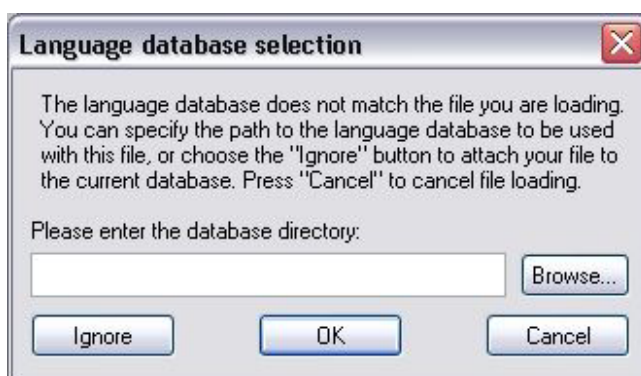 Language database selection
The language database does not match the file you are loading.
You can specify the path to the language database to be used
with this file, or choose the "Ignore" button to attach your file to
the current database. Press "Cancel" to cancel file loading.
Please enter the database directory:
Browse...
Ignore OK Cancel